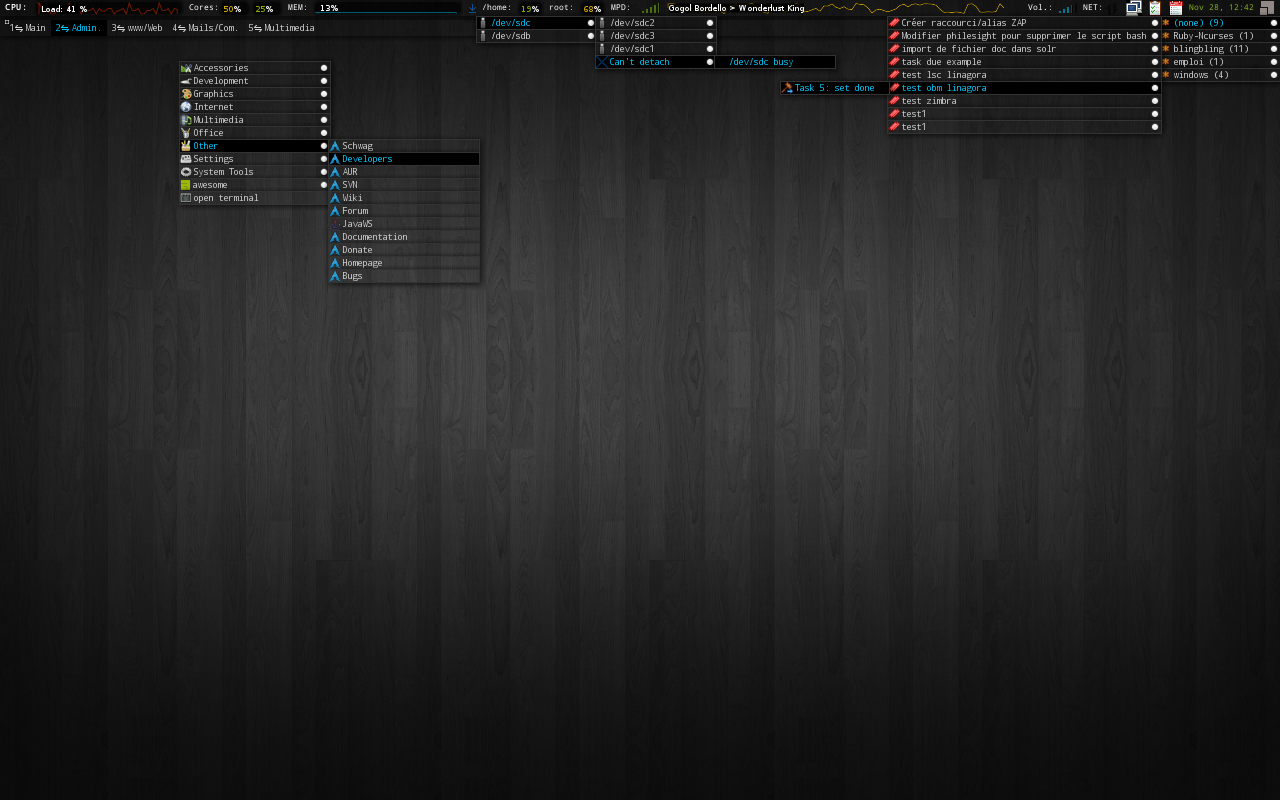 CPU: Load: 41 % Cores: 50% 25% MEM: 13% /home: 19% root: 68% MPD: Gogol Bordello > Wonderlust King Vol.: NET: Nov 28, 12:42
1 Main 2 Admin. 3 www/Web 4 Mails/Com. 5 Multimedia
Accessories
Development
Graphics
Internet
Multimedia
Office
Other
Settings
System Tools
awesome
open terminal
Schwag
Developers
AUR
SVN
Wiki
Forum
JavaWS
Documentation
Donate
Homepage
Bugs
/dev/sdc
/dev/sdb
/dev/sdc2
/dev/sdc3
/dev/sdc1
Can't detach
/dev/sdc busy
Task 5: set done
Créer raccourci/alias ZAP
Modifier philesight pour supprimer le script bash
import de fichier doc dans solr
task due example
test lsc linagora
test obm linagora
test zimbra
test1
test1
(none) (9)
Ruby-Ncurses (1)
blingbling (11)
emploi (1)
windows (4)